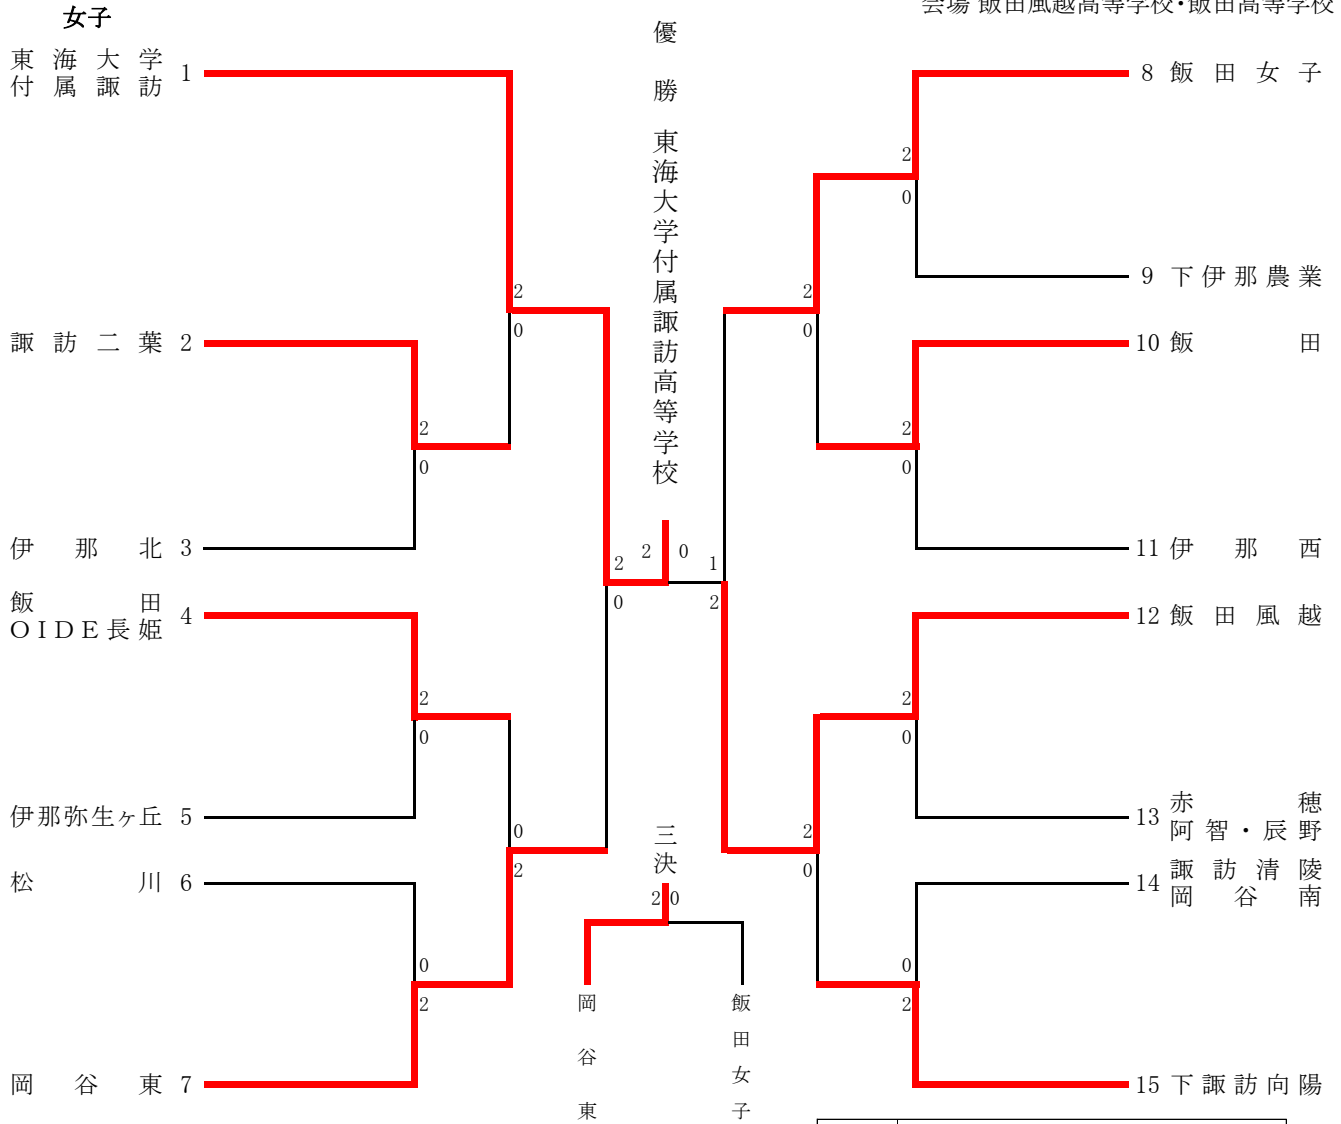 会場 飯田風越高等学校・飯田高等学校
女子
優勝 東海大学付属諏訪高等学校
東海大学
付属諏訪 1
諏訪二葉 2
伊那北 3
飯田
OIDE長姫 4
伊那弥生ヶ丘 5
松川 6
岡谷東 7
8 飯田女子
9 下伊那農業
10 飯田
11 伊那西
12 飯田風越
13 赤穂
阿智・辰野
14 諏訪清陵
岡谷南
15 下諏訪向陽
2
0
2
0
2
0
0
2
0
2
2
0
2 0
1
2
2
0
2
0
2
0
2
0
2
0
0
2
三決
2 0
岡谷東
飯田女子